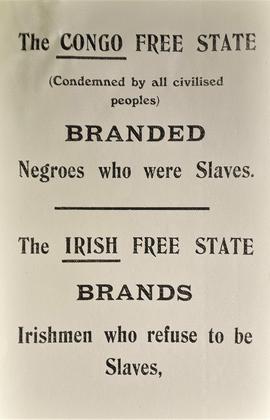 The CONGO FREE STATE
(Condemned by all civilised
peoples)
BRANDED
Negroes who were Slaves.
The IRISH FREE STATE
BRANDS
Irishmen who refuse to be
Slaves,